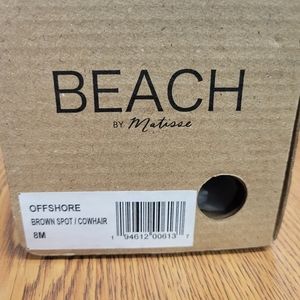 BEACH
BY Matisse
OFFSHORE
BROWN SPOT / COWHAIR
8M
1 94612 00613 7